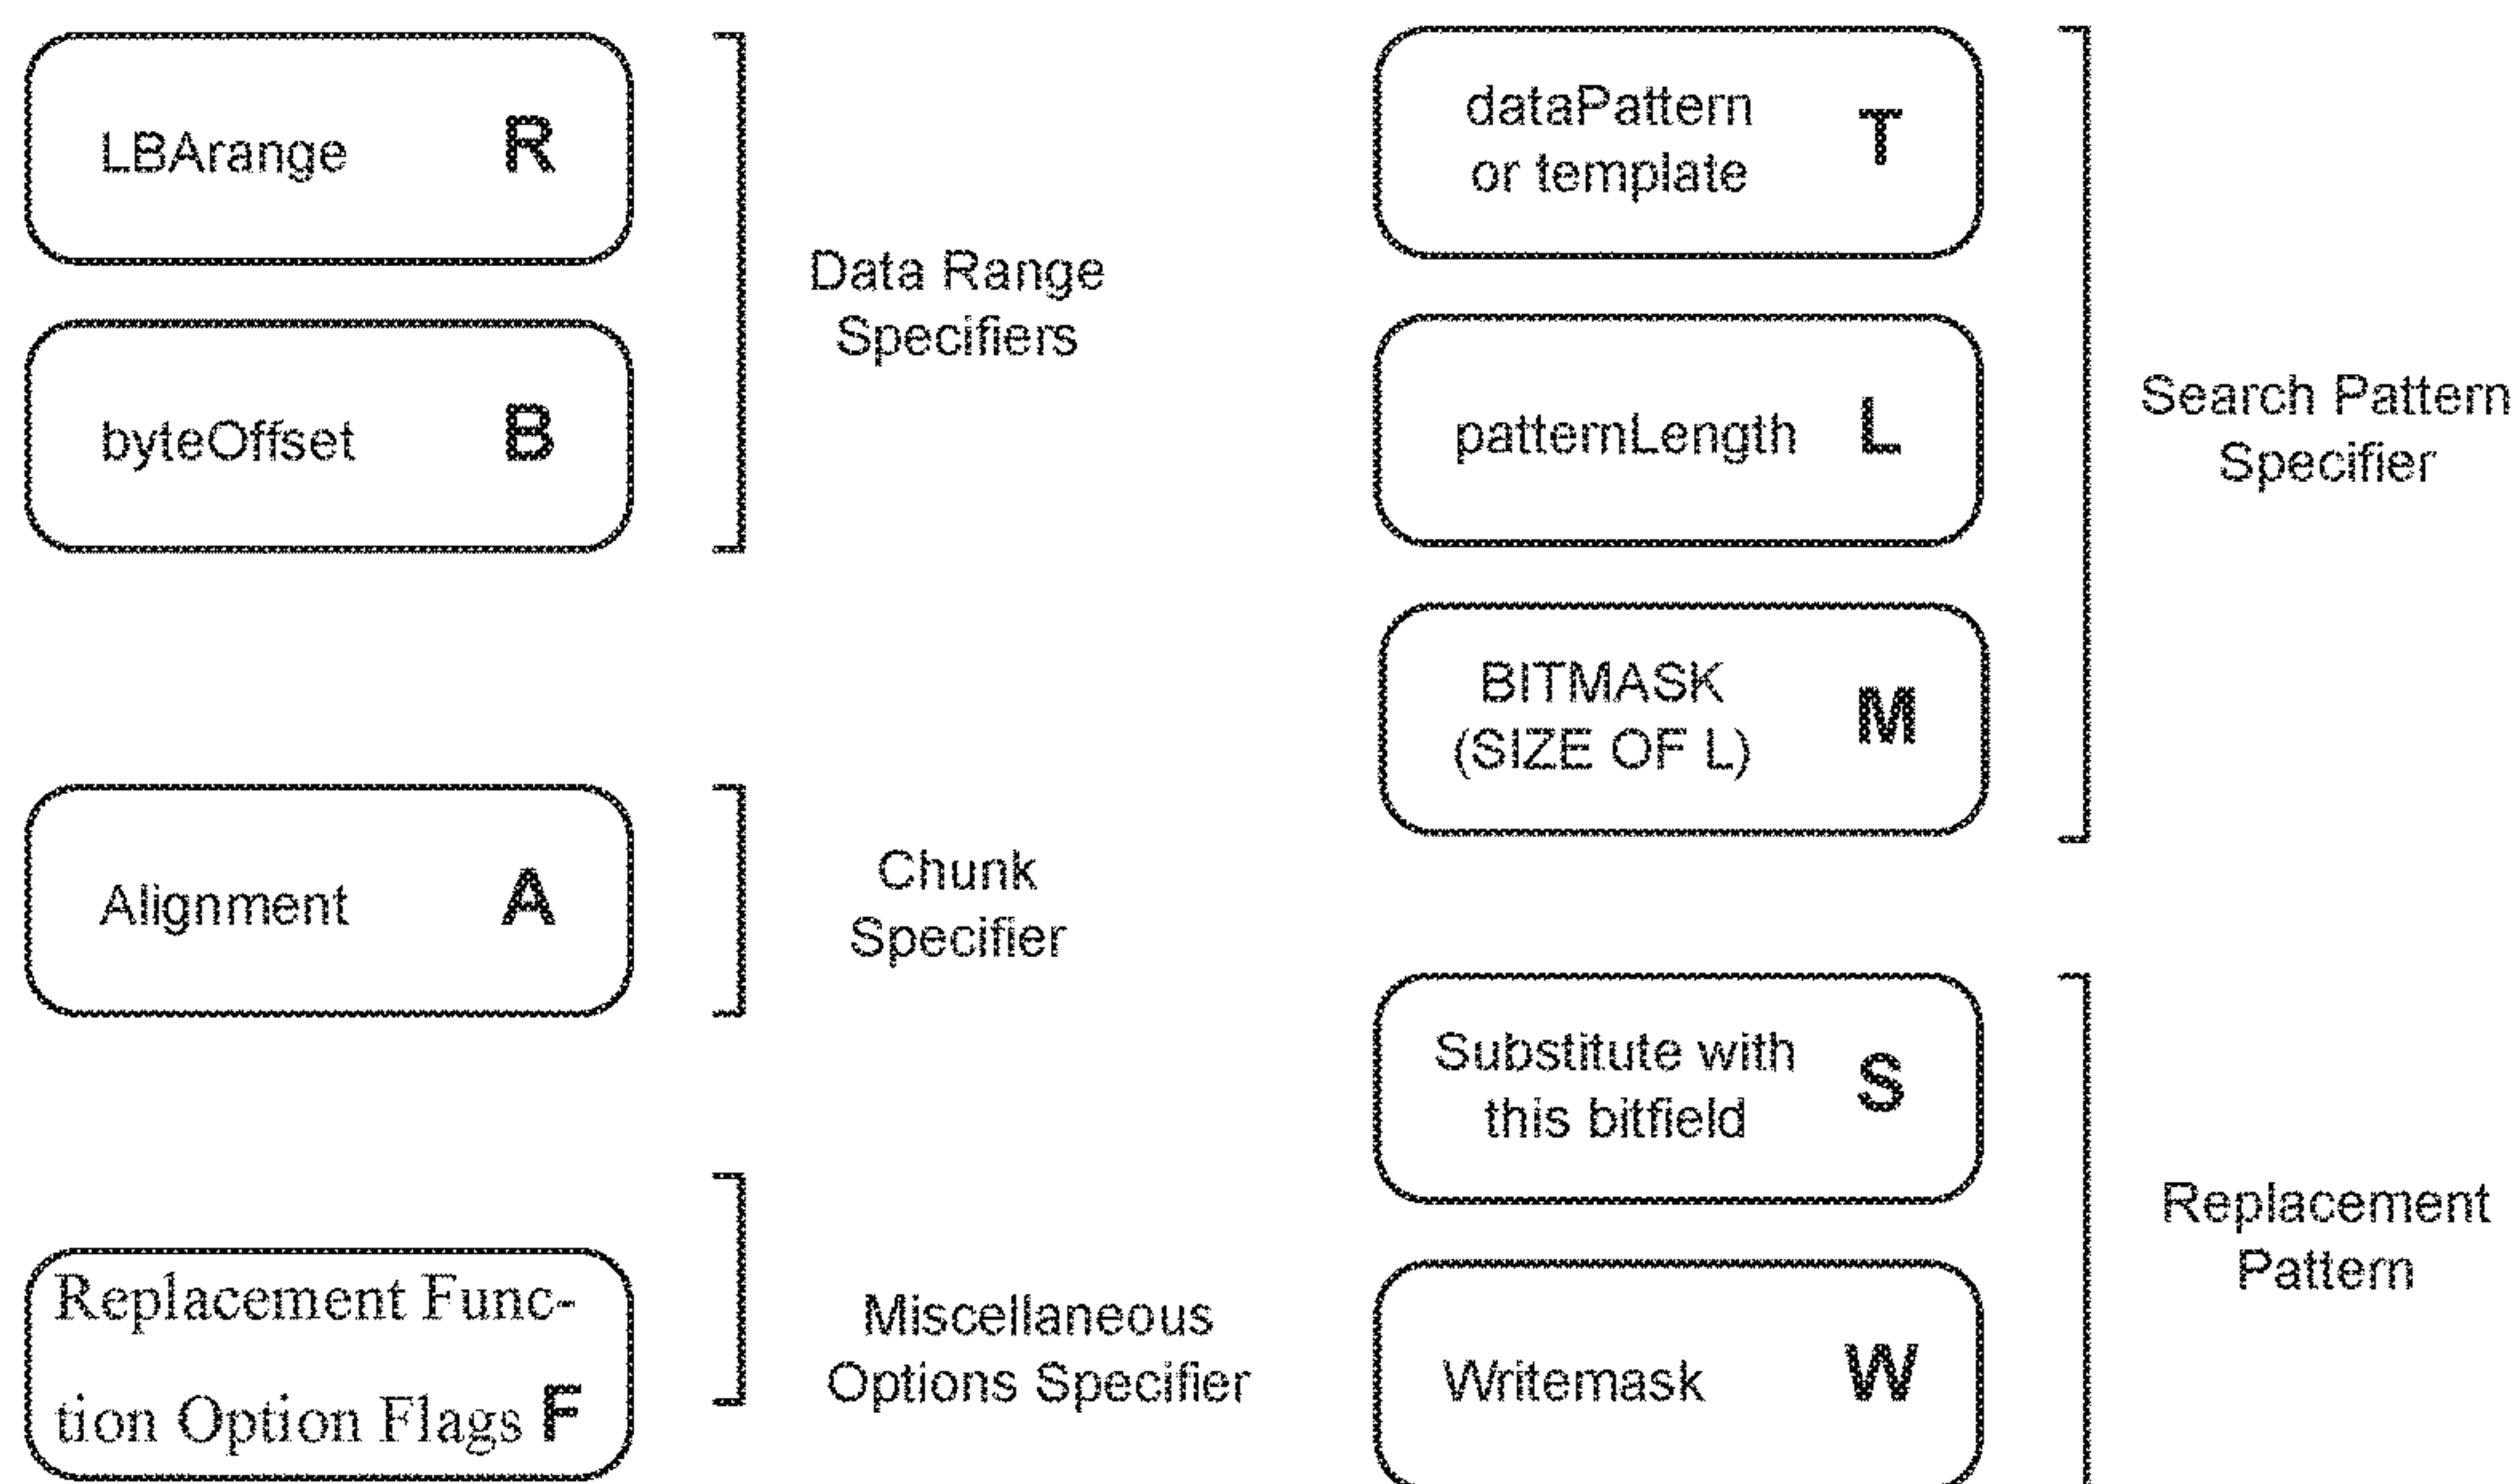 LBArange R
byteOffset B
Data Range
Specifiers
Alignment A
Chunk
Specifier
Replacement Func-
tion Option Flags F
Miscellaneous
Options Specifier
dataPattern
or template T
patternLength L
BITMASK
(SIZE OF L) M
Search Pattern
Specifier
Substitute with
this bitfield S
Writemask W
Replacement
Pattern